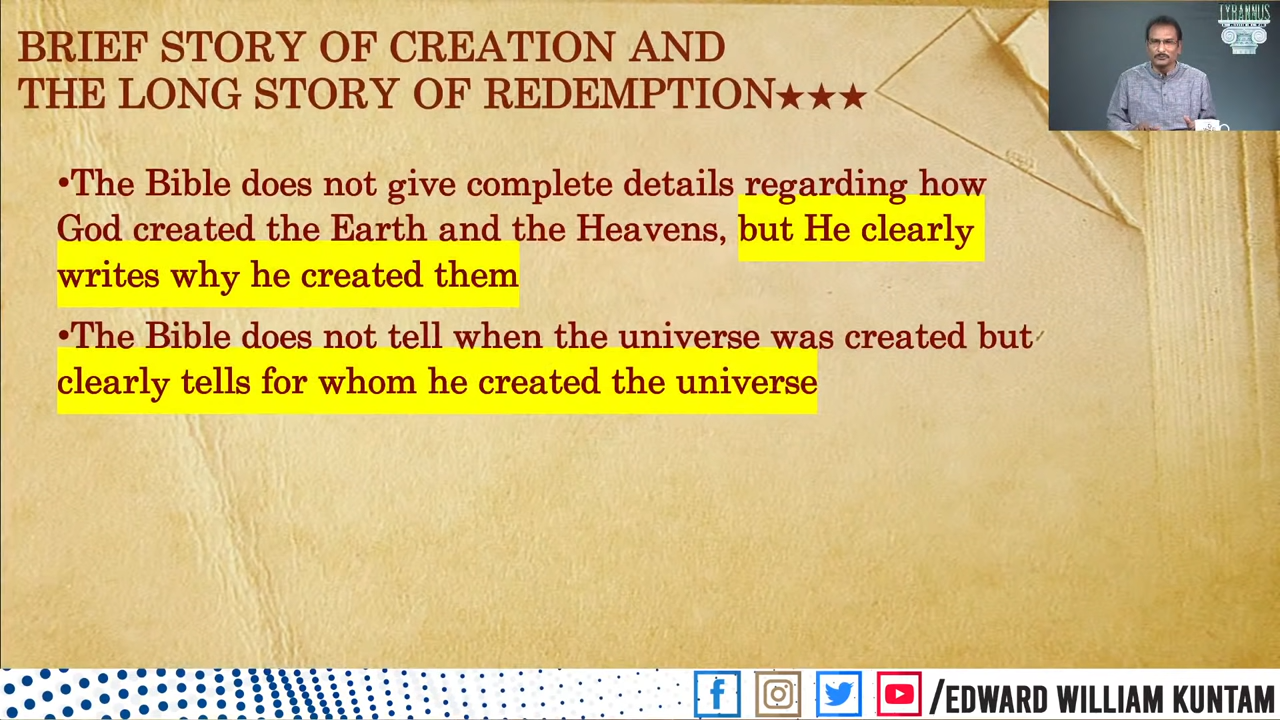 BRIEF STORY OF CREATION AND
THE LONG STORY OF REDEMPTION★★★
TYRANNUS
•The Bible does not give complete details regarding how
God created the Earth and the Heavens, but He clearly
writes why he created them
•The Bible does not tell when the universe was created but
clearly tells for whom he created the universe
/EDWARD WILLIAM KUNTAM